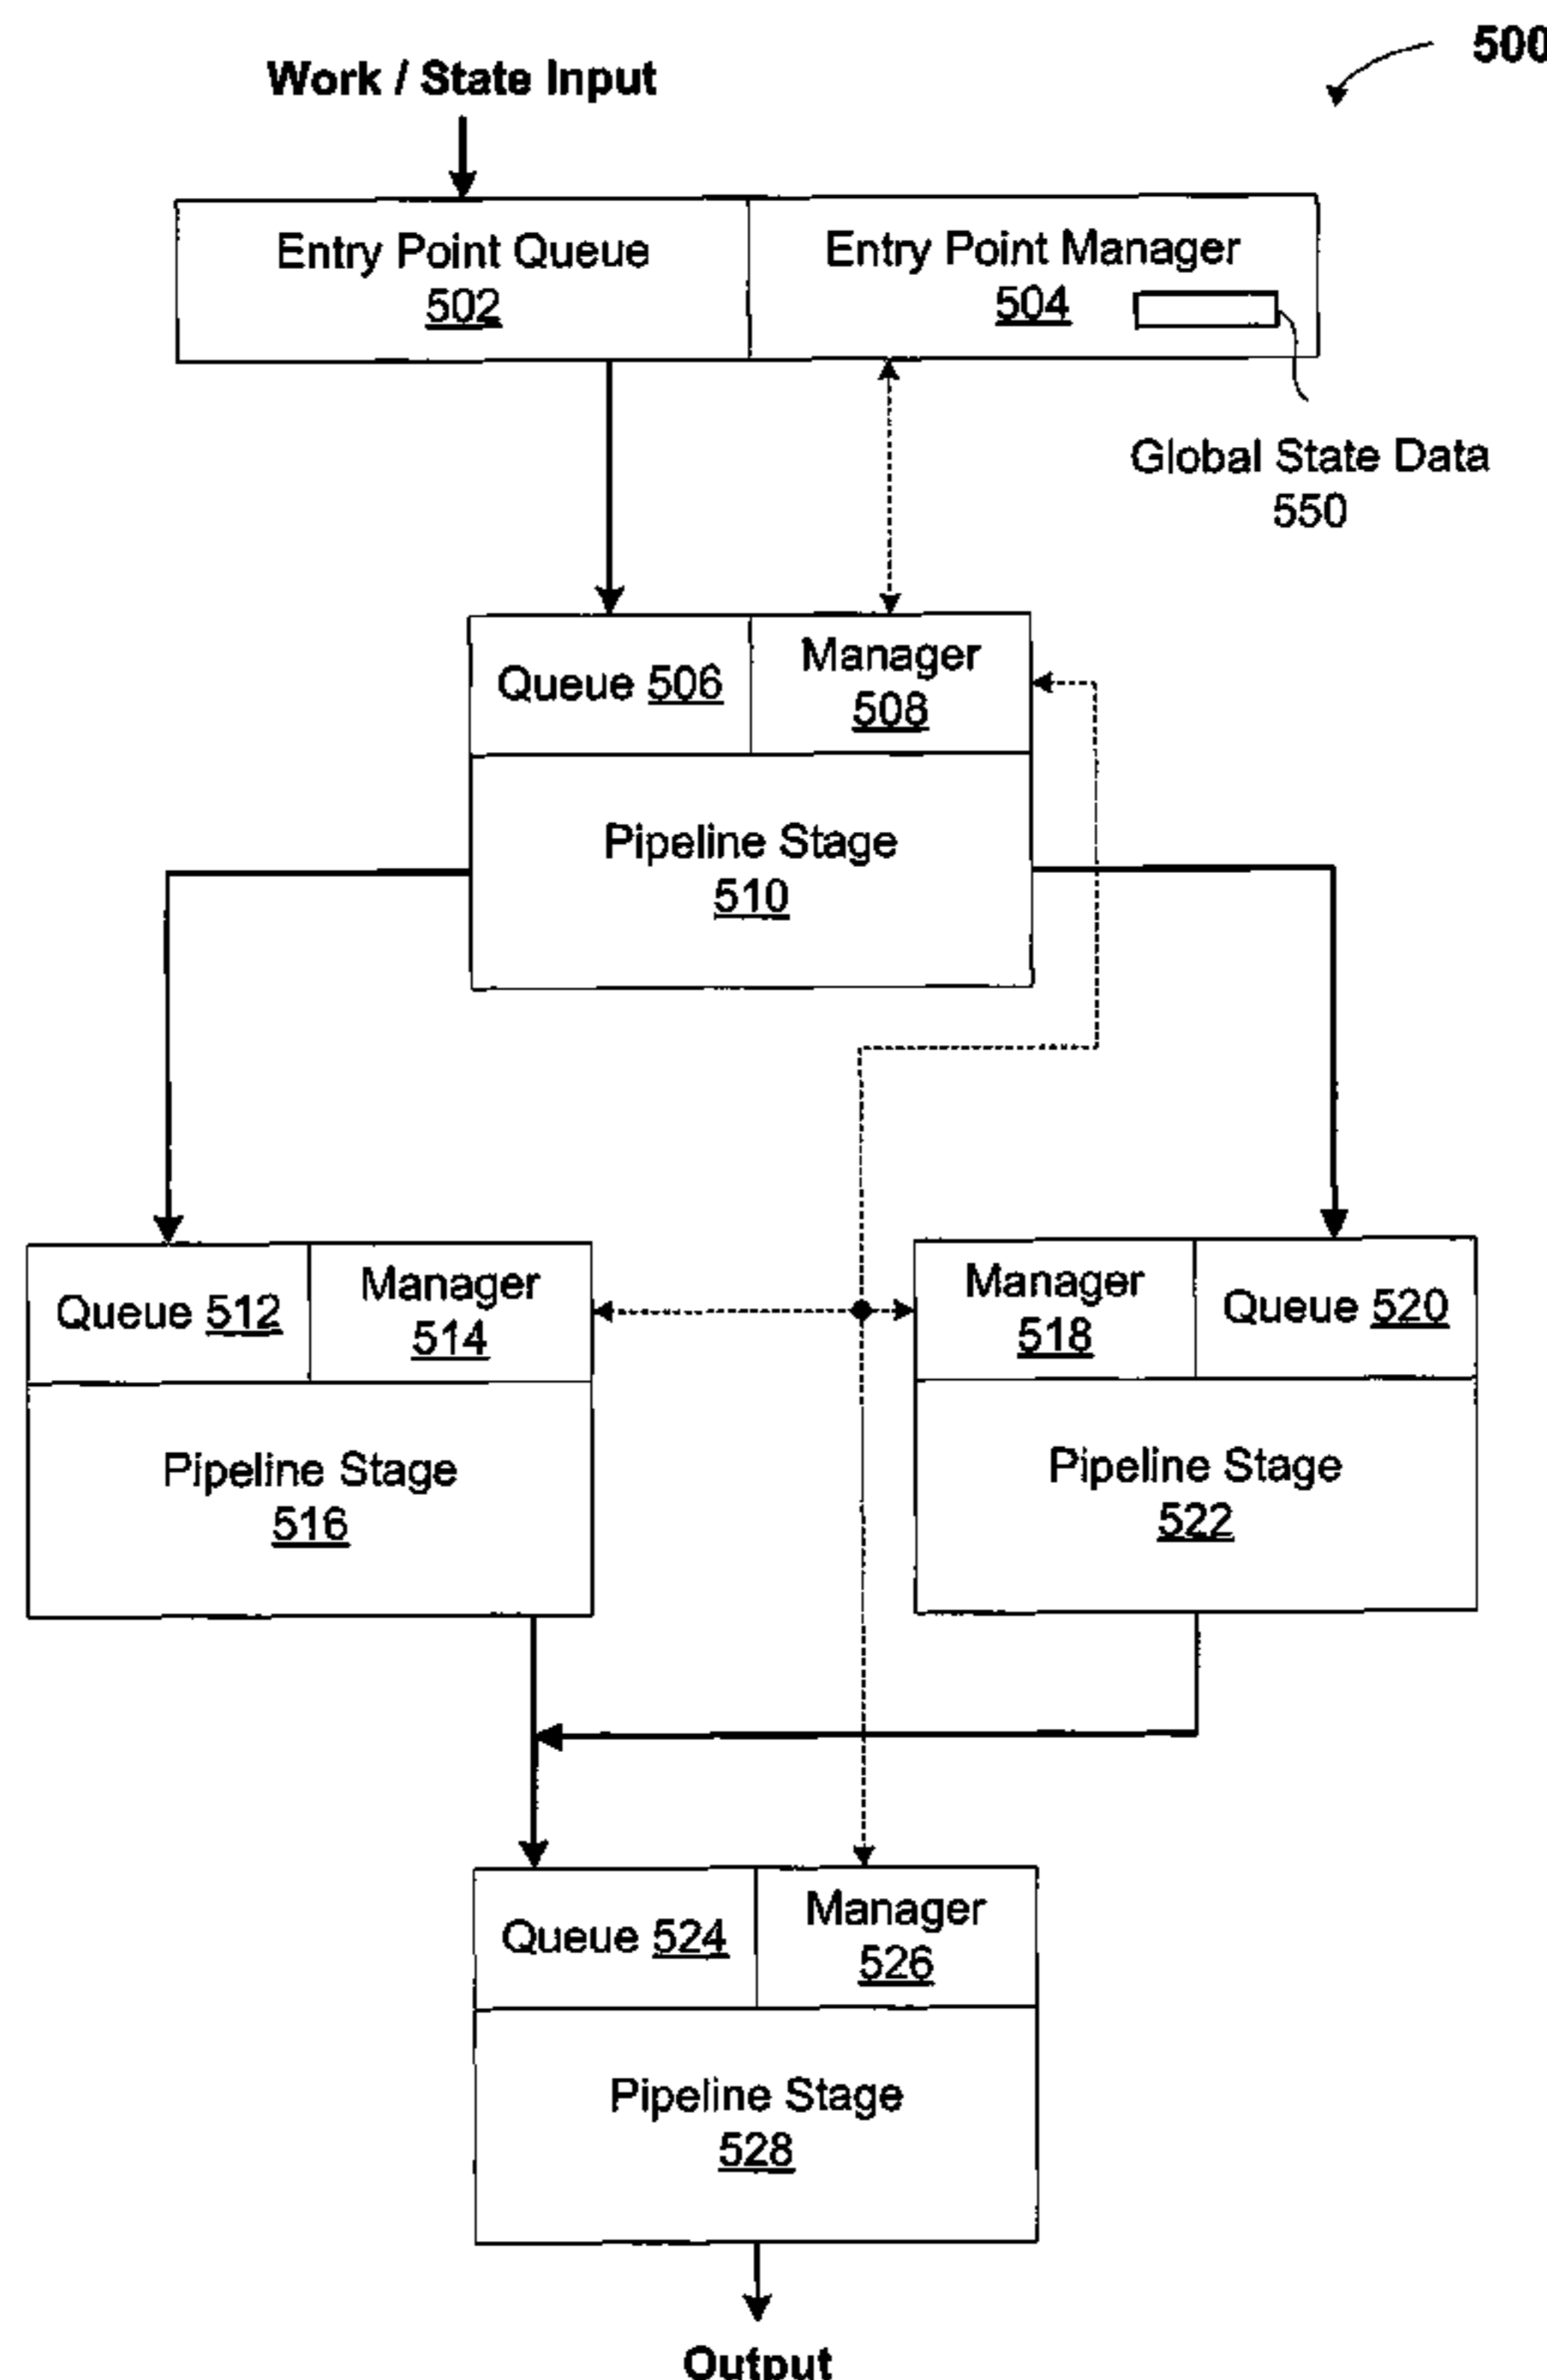 500
Work / State Input
Entry Point Queue
502
Entry Point Manager
504
Global State Data
550
Queue 506
Manager
508
Pipeline Stage
510
Queue 512
Manager
514
Pipeline Stage
516
Manager
518
Queue 520
Pipeline Stage
522
Queue 524
Manager
526
Pipeline Stage
528
Output